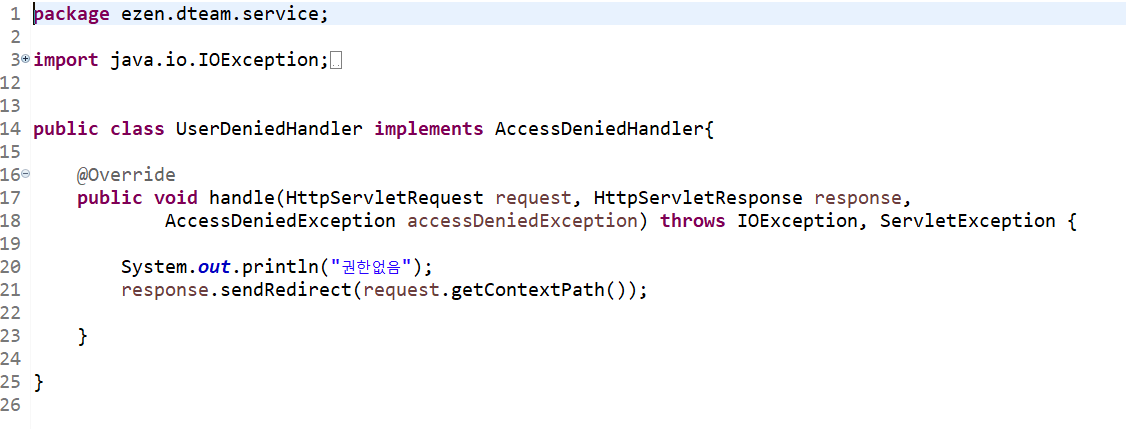 1 package ezen.dteam.service;
2
3 import java.io.IOException;
12
13
14 public class UserDeniedHandler implements AccessDeniedHandler{
15
16 @Override
17 public void handle(HttpServletRequest request, HttpServletResponse response,
18 AccessDeniedException accessDeniedException) throws IOException, ServletException {
19
20 System.out.println("권한없음");
21 response.sendRedirect(request.getContextPath());
22
23 }
24
25 }
26